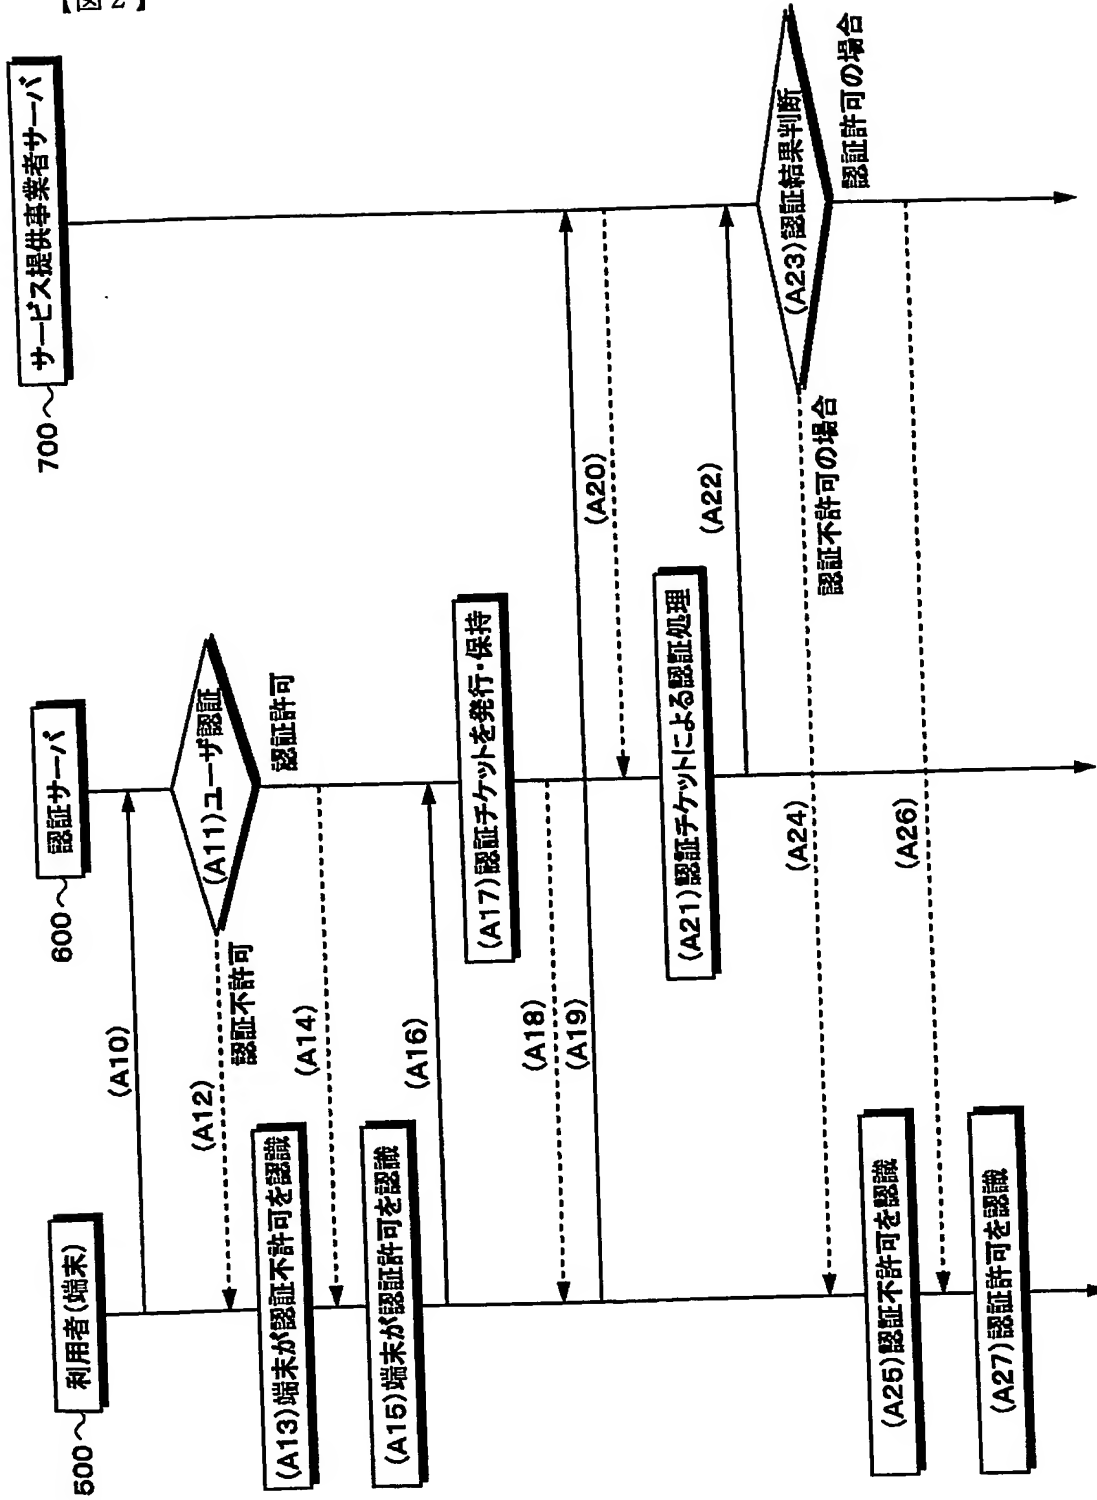 【図2】
利用者(端末)
500
認証サーバ
600
サービス提供事業者サーバ
700
(A10)
(A11)ユーザ認証
(A12)
認証不許可
認証許可
(A13)端末が認証不許可を認識
(A14)
(A15)端末が認証許可を認識
(A16)
(A17)認証チケットを発行・保持
(A18)
(A19)
(A20)
(A21)認証チケットによる認証処理
(A22)
(A23)認証結果判断
認証不許可の場合
認証許可の場合
(A24)
(A25)認証不許可を認識
(A26)
(A27)認証許可を認識